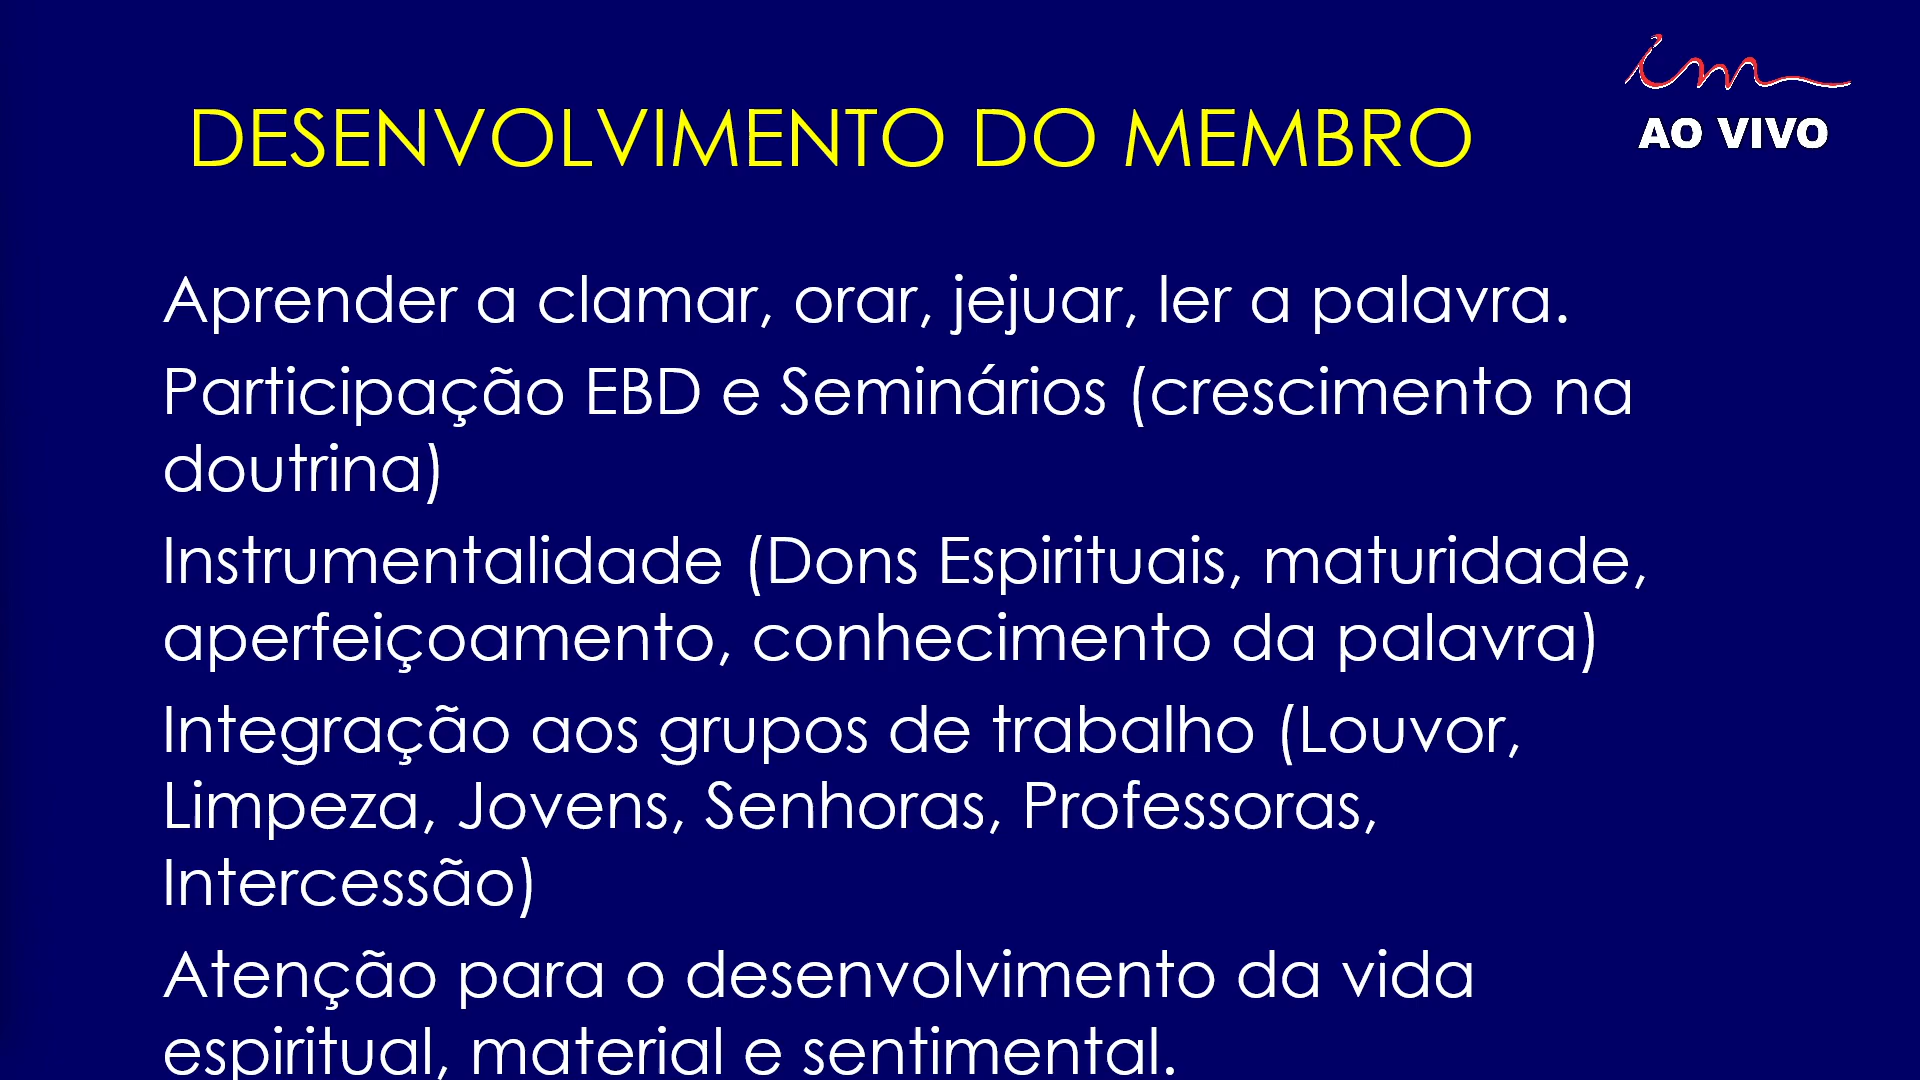 im
AO VIVO
DESENVOLVIMENTO DO MEMBRO
Aprender a clamar, orar, jejuar, ler a palavra.
Participação EBD e Seminários (crescimento na
doutrina)
Instrumentalidade (Dons Espirituais, maturidade,
aperfeiçoamento, conhecimento da palavra)
Integração aos grupos de trabalho (Louvor,
Limpeza, Jovens, Senhoras, Professoras,
Intercessão)
Atenção para o desenvolvimento da vida
espiritual, material e sentimental.